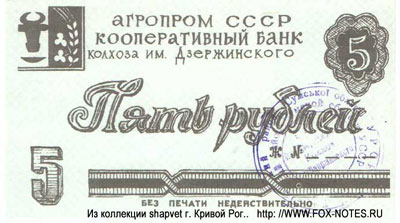 АГРОПРОМ СССР
КООПЕРАТИВНЫЙ БАНК
КОЛХОЗА ИМ. ДЗЕРЖИНСКОГО
5
Пять рублей
Ж №
5
БЕЗ ПЕЧАТИ НЕДЕЙСТВИТЕЛЬНО
Из коллекции shapvet г. Кривой Рог.. http://WWW.FOX-NOTES.RU